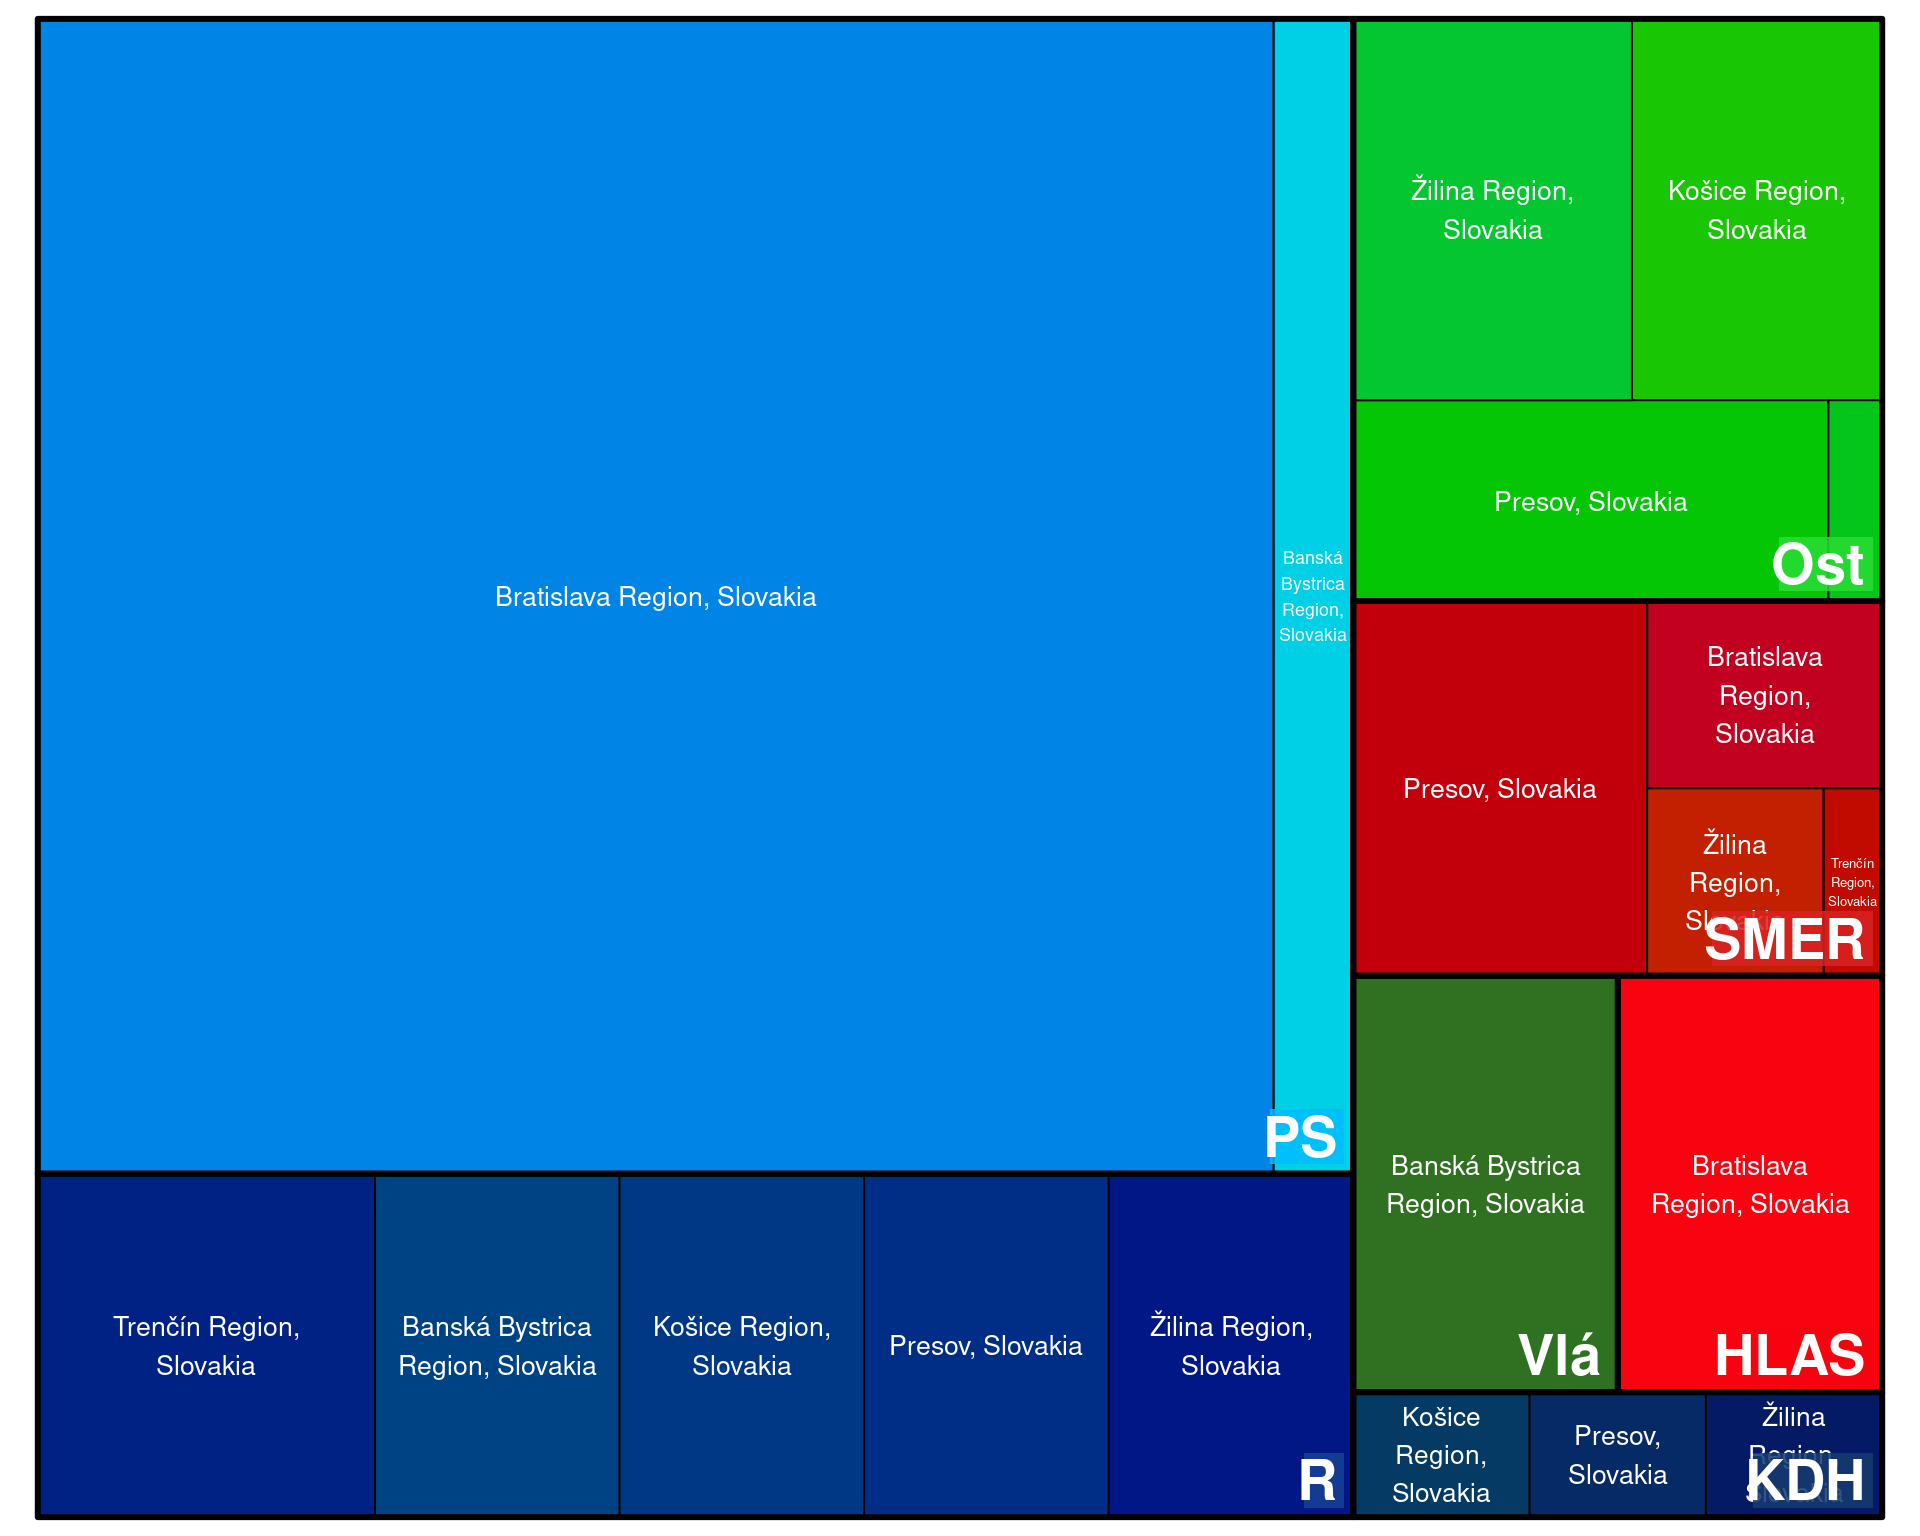 Bratislava Region, Slovakia
Banská
Bystrica
Region,
Slovakia
PS
Trenčín Region,
Slovakia
Banská Bystrica
Region, Slovakia
Košice Region,
Slovakia
Presov, Slovakia
Žilina Region,
Slovakia
R
Žilina Region,
Slovakia
Košice Region,
Slovakia
Presov, Slovakia
Ost
Presov, Slovakia
Bratislava
Region,
Slovakia
Žilina
Region,
Slovakia
Trenčín
Region,
Slovakia
SMER
Banská Bystrica
Region, Slovakia
Vlá
Bratislava
Region, Slovakia
HLAS
Košice
Region,
Slovakia
Presov,
Slovakia
Žilina
Region,
Slovakia
KDH